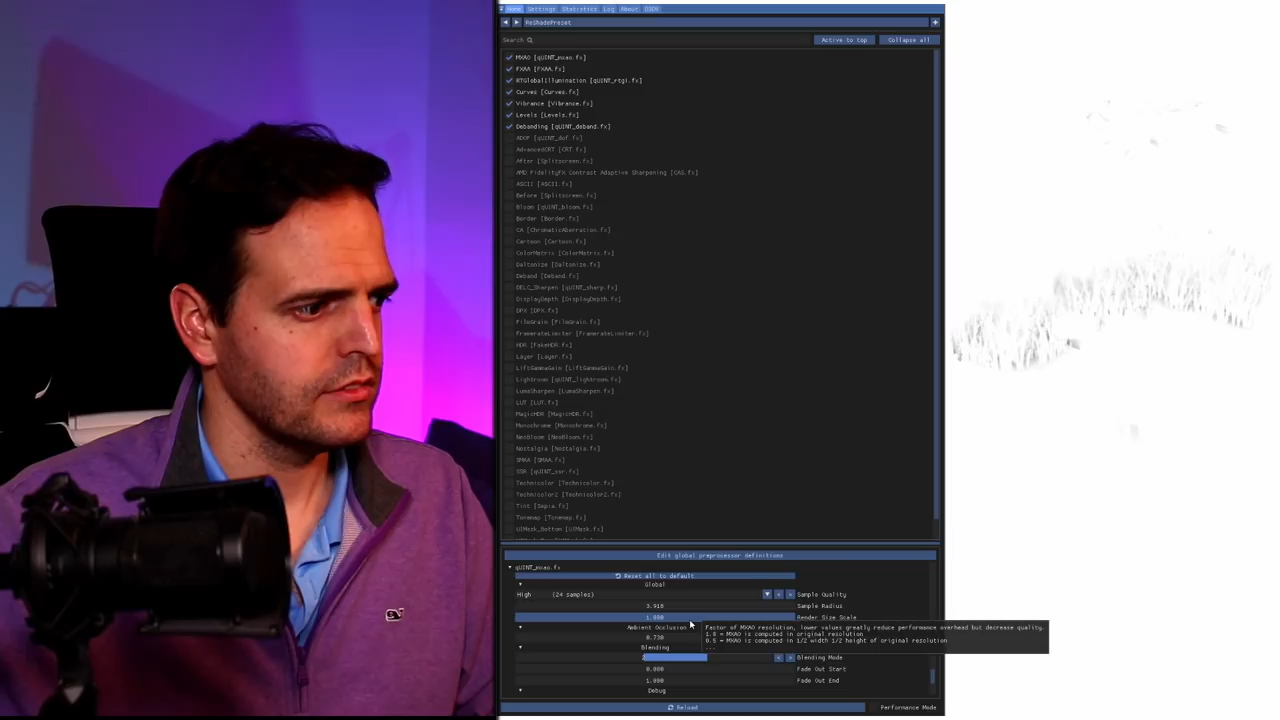 Home Settings Statistics Log About D3D9
ReShadePreset
Search
Active to top Collapse all
MXAO [qUINT_mxao.fx]
FXAA [FXAA.fx]
RTGlobalIllumination [qUINT_rtgi.fx]
Curves [Curves.fx]
Vibrance [Vibrance.fx]
Levels [Levels.fx]
Debanding [qUINT_deband.fx]
ADOF [qUINT_dof.fx]
AdvancedCRT [CRT.fx]
After [Splitscreen.fx]
AMD FidelityFX Contrast Adaptive Sharpening [CAS.fx]
ASCII [ASCII.fx]
Before [Splitscreen.fx]
Bloom [qUINT_bloom.fx]
Border [Border.fx]
CA [ChromaticAberration.fx]
Cartoon [Cartoon.fx]
ColorMatrix [ColorMatrix.fx]
Daltonize [Daltonize.fx]
Deband [Deband.fx]
DELC_Sharpen [qUINT_sharp.fx]
DisplayDepth [DisplayDepth.fx]
DPX [DPX.fx]
FilmGrain [FilmGrain.fx]
FramerateLimiter [FramerateLimiter.fx]
HDR [FakeHDR.fx]
Layer [Layer.fx]
LiftGammaGain [LiftGammaGain.fx]
Lightroom [qUINT_lightroom.fx]
LumaSharpen [LumaSharpen.fx]
LUT [LUT.fx]
MagicHDR [MagicHDR.fx]
Monochrome [Monochrome.fx]
NeoBloom [NeoBloom.fx]
Nostalgia [Nostalgia.fx]
SMAA [SMAA.fx]
SSR [qUINT_ssr.fx]
Technicolor [Technicolor.fx]
Technicolor2 [Technicolor2.fx]
Tint [Sepia.fx]
Tonemap [Tonemap.fx]
UIMask_Bottom [UIMask.fx]
Edit global preprocessor definitions
qUINT_mxao.fx
Reset all to default
Global
High (24 samples) Sample Quality
3.910 Sample Radius
1.000 Render Size Scale
Factor of MXAO resolution, lower values greatly reduce performance overhead but decrease quality.
1.0 = MXAO is computed in original resolution
0.5 = MXAO is computed in 1/2 width 1/2 height of original resolution
...
Ambient Occlusion
0.730
Blending
Blending Mode
0.000 Fade Out Start
1.000 Fade Out End
Debug
Reload Performance Mode